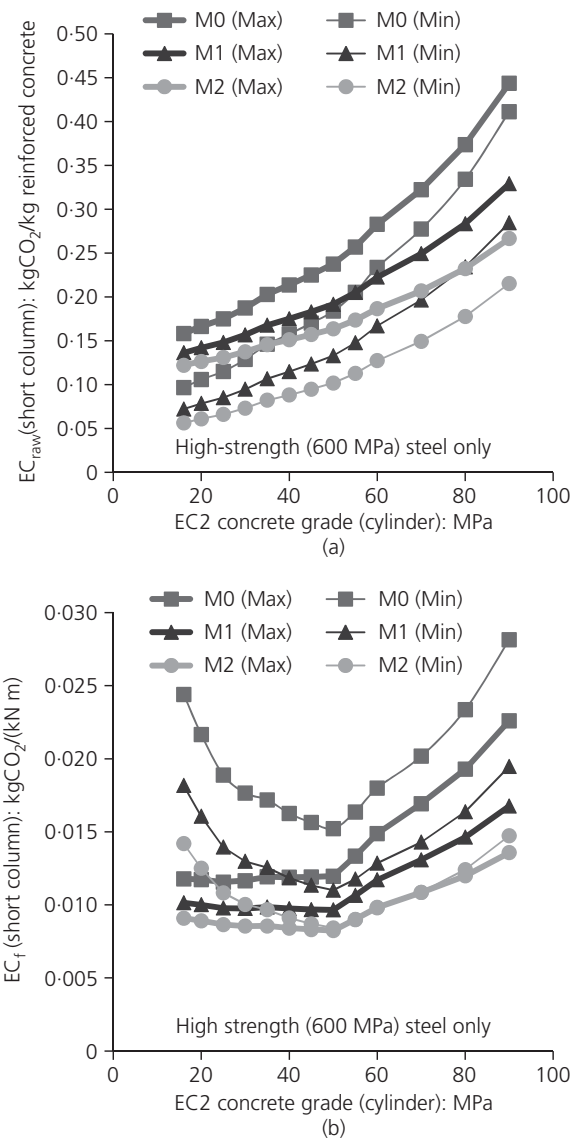 M0 (Max) M0 (Min)
M1 (Max) M1 (Min)
M2 (Max) M2 (Min)
0·50
0·45
0·40
0·35
0·30
0·25
0·20
0·15
0·10
0·05
0
ECraw(short column): kgCO2/kg reinforced concrete
High-strength (600 MPa) steel only
0 20 40 60 80 100
EC2 concrete grade (cylinder): MPa
(a)
M0 (Max) M0 (Min)
M1 (Max) M1 (Min)
M2 (Max) M2 (Min)
0·030
0·025
0·020
0·015
0·010
0·005
0
ECf (short column): kgCO2/(kN m)
High strength (600 MPa) steel only
0 20 40 60 80 100
EC2 concrete grade (cylinder): MPa
(b)